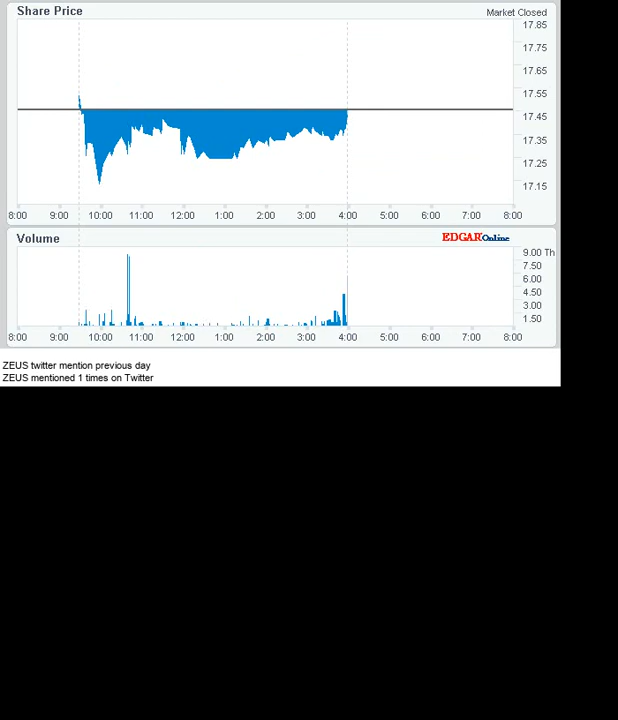 Share Price
Market Closed
17.85
17.75
17.65
17.55
17.45
17.35
17.25
17.15
8:00 9:00 10:00 11:00 12:00 1:00 2:00 3:00 4:00 5:00 6:00 7:00 8:00
Volume
EDGAR Online
9.00 Th
7.50
6.00
4.50
3.00
1.50
8:00 9:00 10:00 11:00 12:00 1:00 2:00 3:00 4:00 5:00 6:00 7:00 8:00
ZEUS twitter mention previous day
ZEUS mentioned 1 times on Twitter